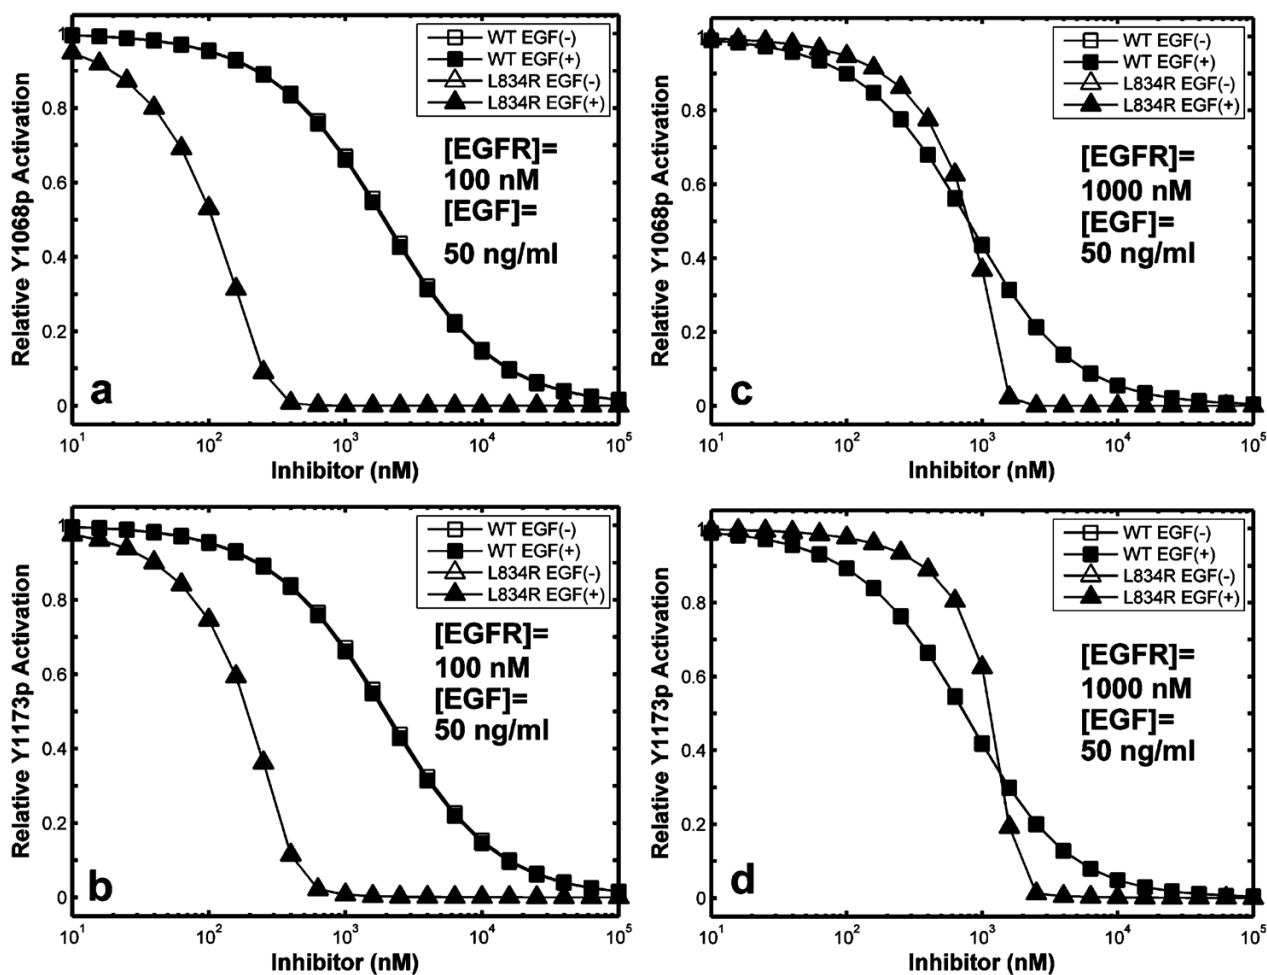 WT EGF(-)
WT EGF(+)
L834R EGF(-)
L834R EGF(+)
[EGFR]=
100 nM
[EGF]=
50 ng/ml
Relative Y1068p Activation
1
0.8
0.6
0.4
0.2
0
a
10^1 10^2 10^3 10^4 10^5
Inhibitor (nM)
WT EGF(-)
WT EGF(+)
L834R EGF(-)
L834R EGF(+)
[EGFR]=
1000 nM
[EGF]=
50 ng/ml
Relative Y1068p Activation
1
0.8
0.6
0.4
0.2
0
c
10^1 10^2 10^3 10^4 10^5
Inhibitor (nM)
WT EGF(-)
WT EGF(+)
L834R EGF(-)
L834R EGF(+)
[EGFR]=
100 nM
[EGF]=
50 ng/ml
Relative Y1173p Activation
1
0.8
0.6
0.4
0.2
0
b
10^1 10^2 10^3 10^4 10^5
Inhibitor (nM)
WT EGF(-)
WT EGF(+)
L834R EGF(-)
L834R EGF(+)
[EGFR]=
1000 nM
[EGF]=
50 ng/ml
Relative Y1173p Activation
1
0.8
0.6
0.4
0.2
0
d
10^1 10^2 10^3 10^4 10^5
Inhibitor (nM)